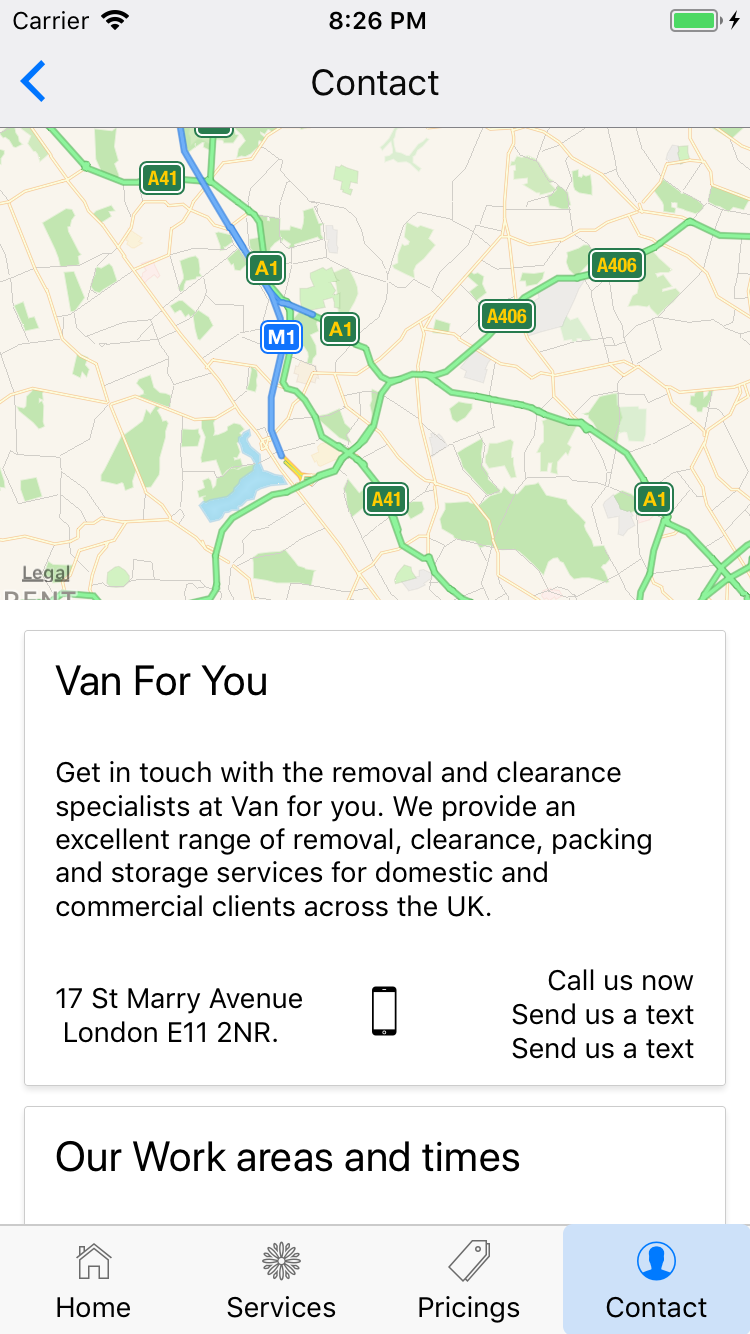 Carrier 8:26 PM
Contact
A41
A1
A406
A406
M1
A1
A41
A1
Legal
BRENT
Van For You
Get in touch with the removal and clearance
specialists at Van for you. We provide an
excellent range of removal, clearance, packing
and storage services for domestic and
commercial clients across the UK.
17 St Marry Avenue
London E11 2NR.
Call us now
Send us a text
Send us a text
Our Work areas and times
Home Services Pricings Contact